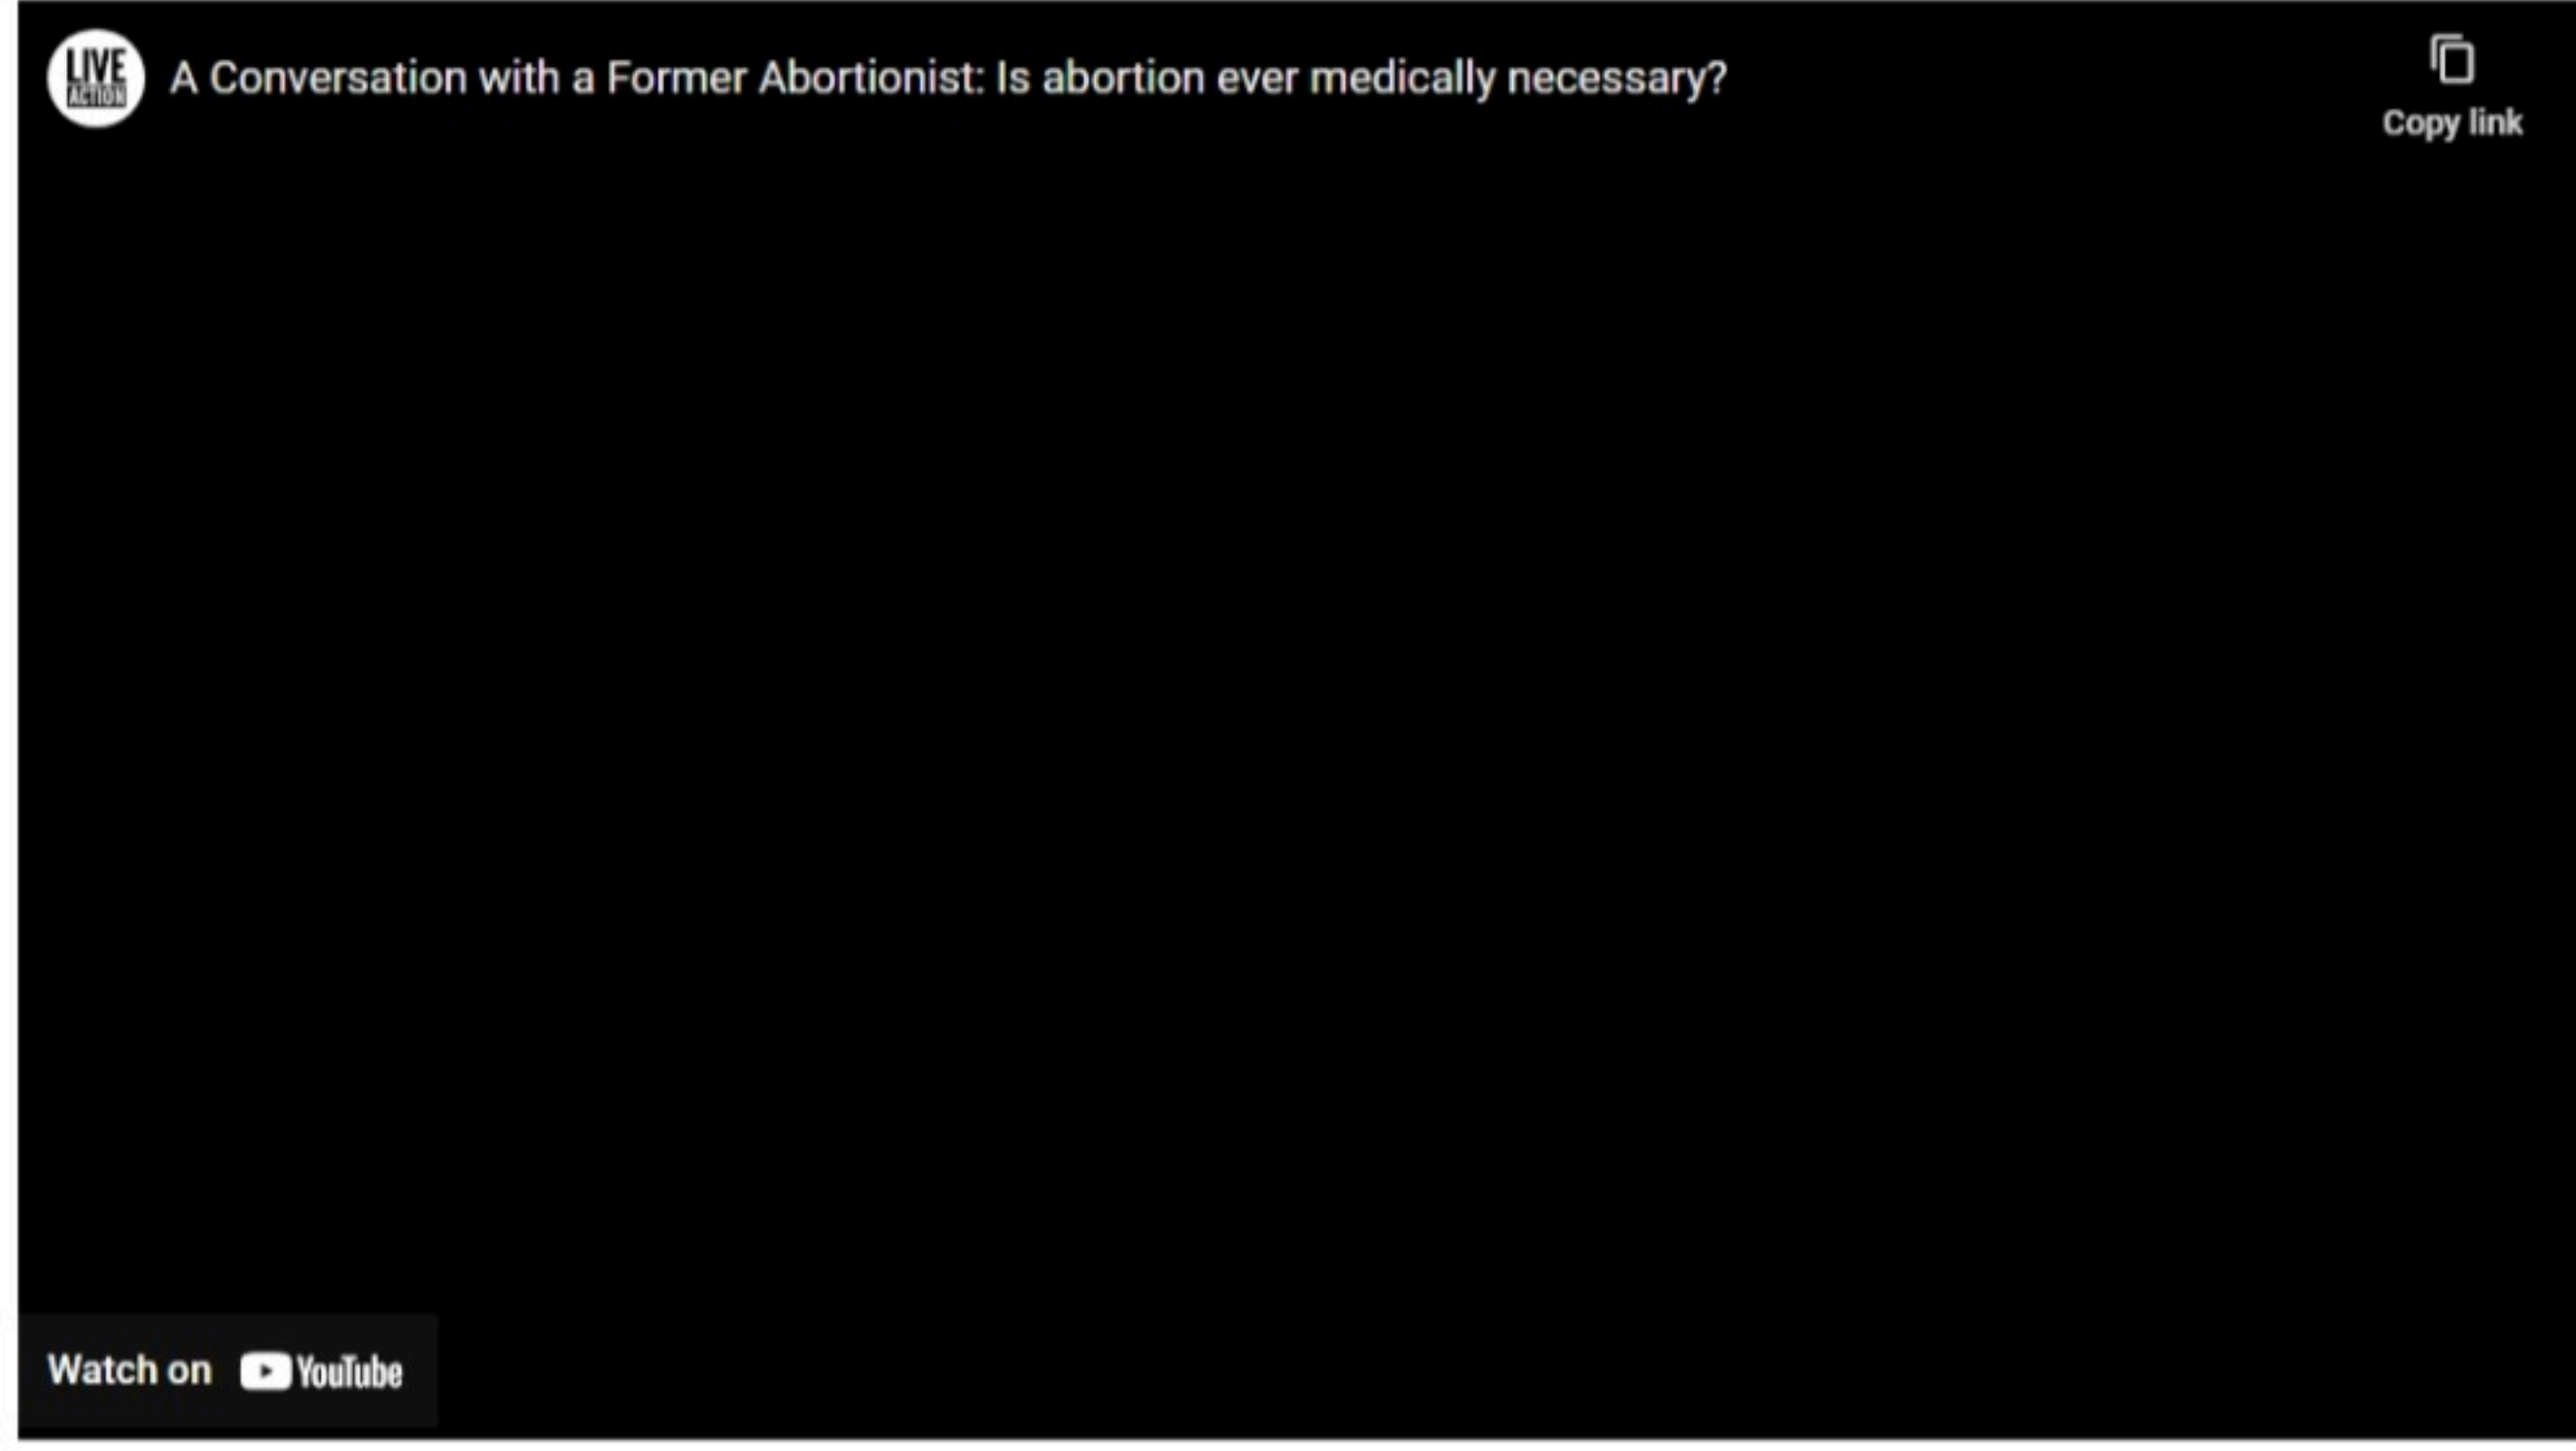 LIVE
ACTION
A Conversation with a Former Abortionist: Is abortion ever medically necessary?
Copy link
Watch on YouTube